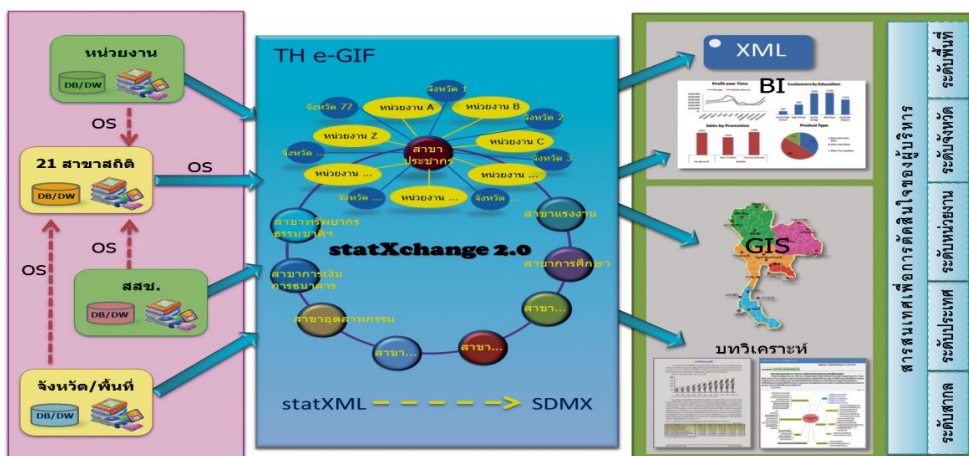 หน่วยงาน
DB/DW
OS
21 สาขาสถิติ
DB/DW
OS
OS
OS
สสช.
DB/DW
จังหวัด/พื้นที่
DB/DW
TH e-GIF
จังหวัด 77
จังหวัด 1
หน่วยงาน A
หน่วยงาน B
จังหวัด 2
หน่วยงาน Z
หน่วยงาน C
สาขา
ประชากร
จังหวัด ...
จังหวัด 3
หน่วยงาน ...
หน่วยงาน ...
จังหวัด ...
หน่วยงาน ...
จังหวัด ...
สาขาทรัพยากร
ธรรมชาติฯ
สาขาแรงงาน
statXchange 2.0
สาขาการเงิน
การธนาคาร
สาขาการศึกษา
สาขาอุตสาหกรรม
สาขา...
สาขา...
สาขา...
statXML
SDMX
XML
BI
Profit over Time
Customers by Education
Sales by Promotion
Product Type
GIS
บทวิเคราะห์
สารสนเทศเพื่อการตัดสินใจของผู้บริหาร
ระดับพื้นที่
ระดับจังหวัด
ระดับหน่วยงาน
ระดับประเทศ
ระดับสากล